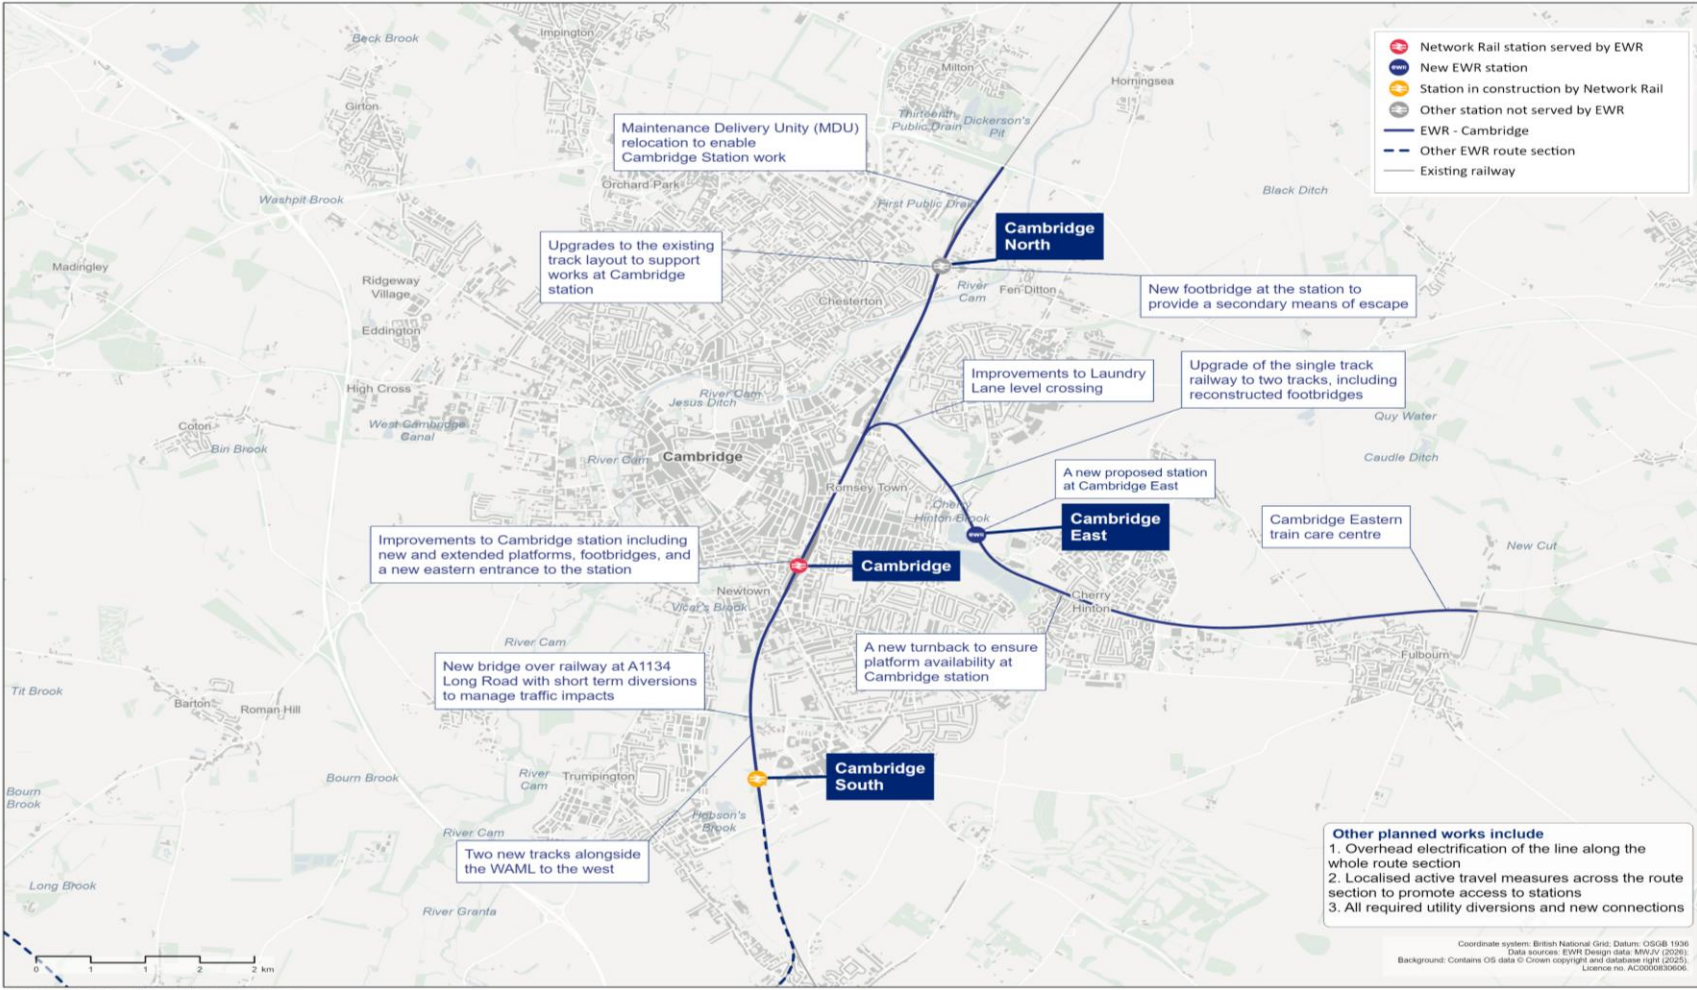 Beck Brook
Impington
Milton
Horningsea
Girton
Thirteenth
Public Drain
Dickerson's
Pit
Network Rail station served by EWR
ewr
New EWR station
Station in construction by Network Rail
Other station not served by EWR
EWR - Cambridge
Other EWR route section
Existing railway
Maintenance Delivery Unity (MDU)
relocation to enable
Cambridge Station work
Orchard Park
Washpit Brook
First Public Drain
Black Ditch
Cambridge
North
Upgrades to the existing
track layout to support
works at Cambridge
station
Madingley
Ridgeway
Village
Chesterton
River
Cam
Fen Ditton
New footbridge at the station to
provide a secondary means of escape
Eddington
High Cross
River Cam
Jesus Ditch
Improvements to Laundry
Lane level crossing
Upgrade of the single track
railway to two tracks, including
reconstructed footbridges
Coton
West Cambridge
Canal
Bin Brook
Quy Water
Caudle Ditch
River Cam
Cambridge
Romsey Town
A new proposed station
at Cambridge East
Cherry
Hinton Brook
ewr
Cambridge
East
Cambridge Eastern
train care centre
New Cut
Improvements to Cambridge station including
new and extended platforms, footbridges, and
a new eastern entrance to the station
Cambridge
Newtown
Vicar's Brook
Cherry
Hinton
River Cam
A new turnback to ensure
platform availability at
Cambridge station
Fulbourn
New bridge over railway at A1134
Long Road with short term diversions
to manage traffic impacts
Tit Brook
Barton
Roman Hill
Cambridge
South
Bourn Brook
River
Cam
Trumpington
Bourn
Brook
Hobson's
Brook
River Cam
Two new tracks alongside
the WAML to the west
Long Brook
River Granta
Other planned works include
1. Overhead electrification of the line along the
whole route section
2. Localised active travel measures across the route
section to promote access to stations
3. All required utility diversions and new connections
0 1 1 2 2 km
Coordinate system: British National Grid; Datum: OSGB 1936
Data sources: EWR Design data: MWJV (2026);
Background: Contains OS data © Crown copyright and database right (2025).
Licence no. AC0000830606.